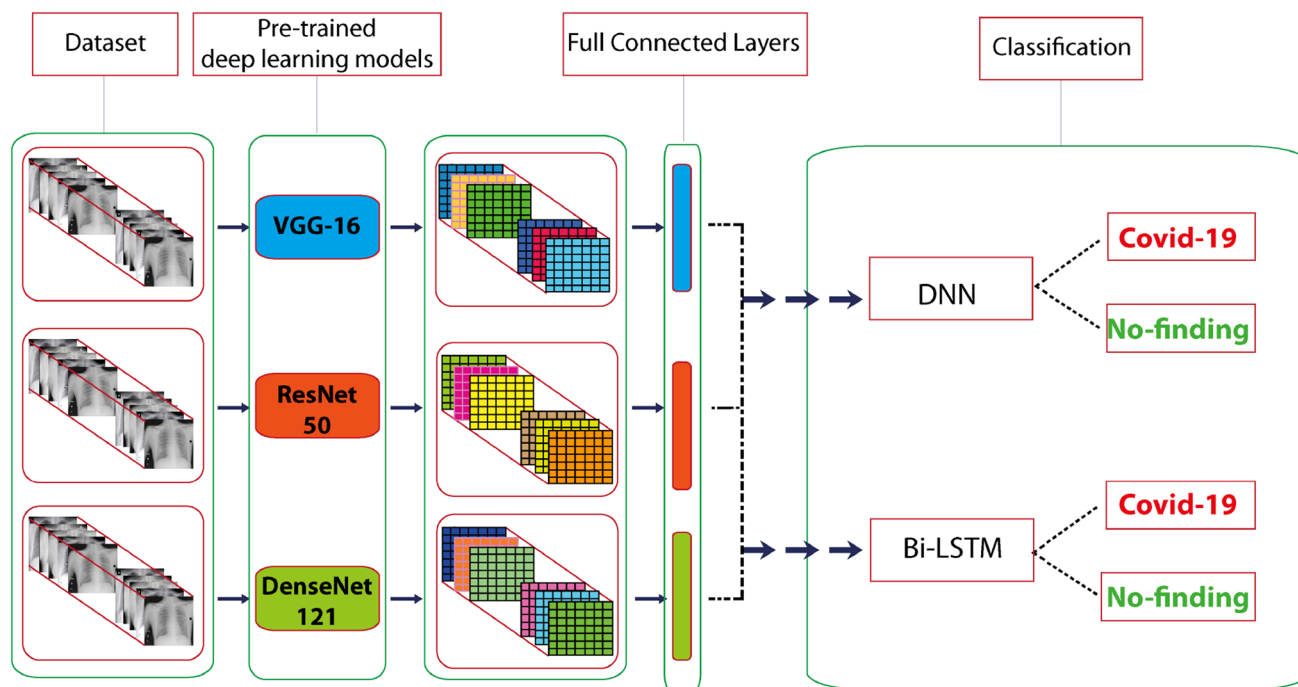 Dataset
Pre-trained
deep learning models
Full Connected Layers
Classification
VGG-16
ResNet
50
DenseNet
121
DNN
Covid-19
No-finding
Bi-LSTM
Covid-19
No-finding